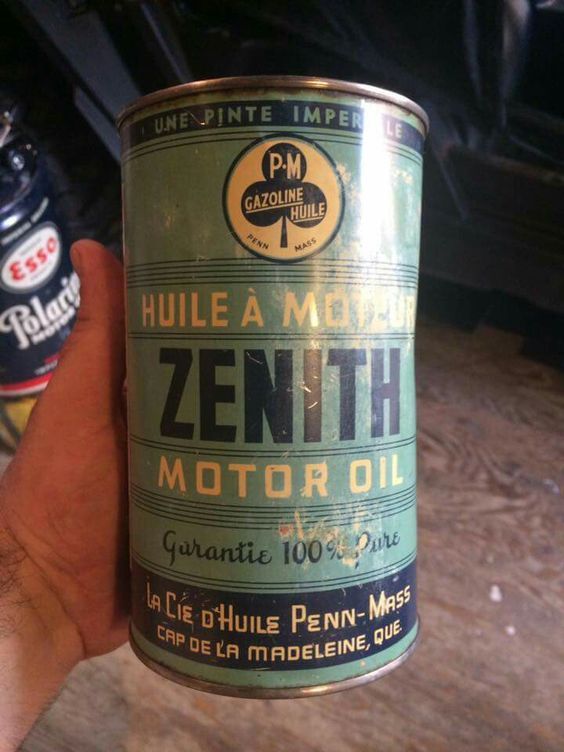 UNE PINTE IMPERIALE
P·M
GAZOLINE
HUILE
PENN MASS
HUILE À MOTEUR
ZENITH
MOTOR OIL
Garantie 100% Pure
LA CIE D'HUILE PENN-MASS
CAP DE LA MADELEINE, QUE.
Esso
Polaris
MOTOR